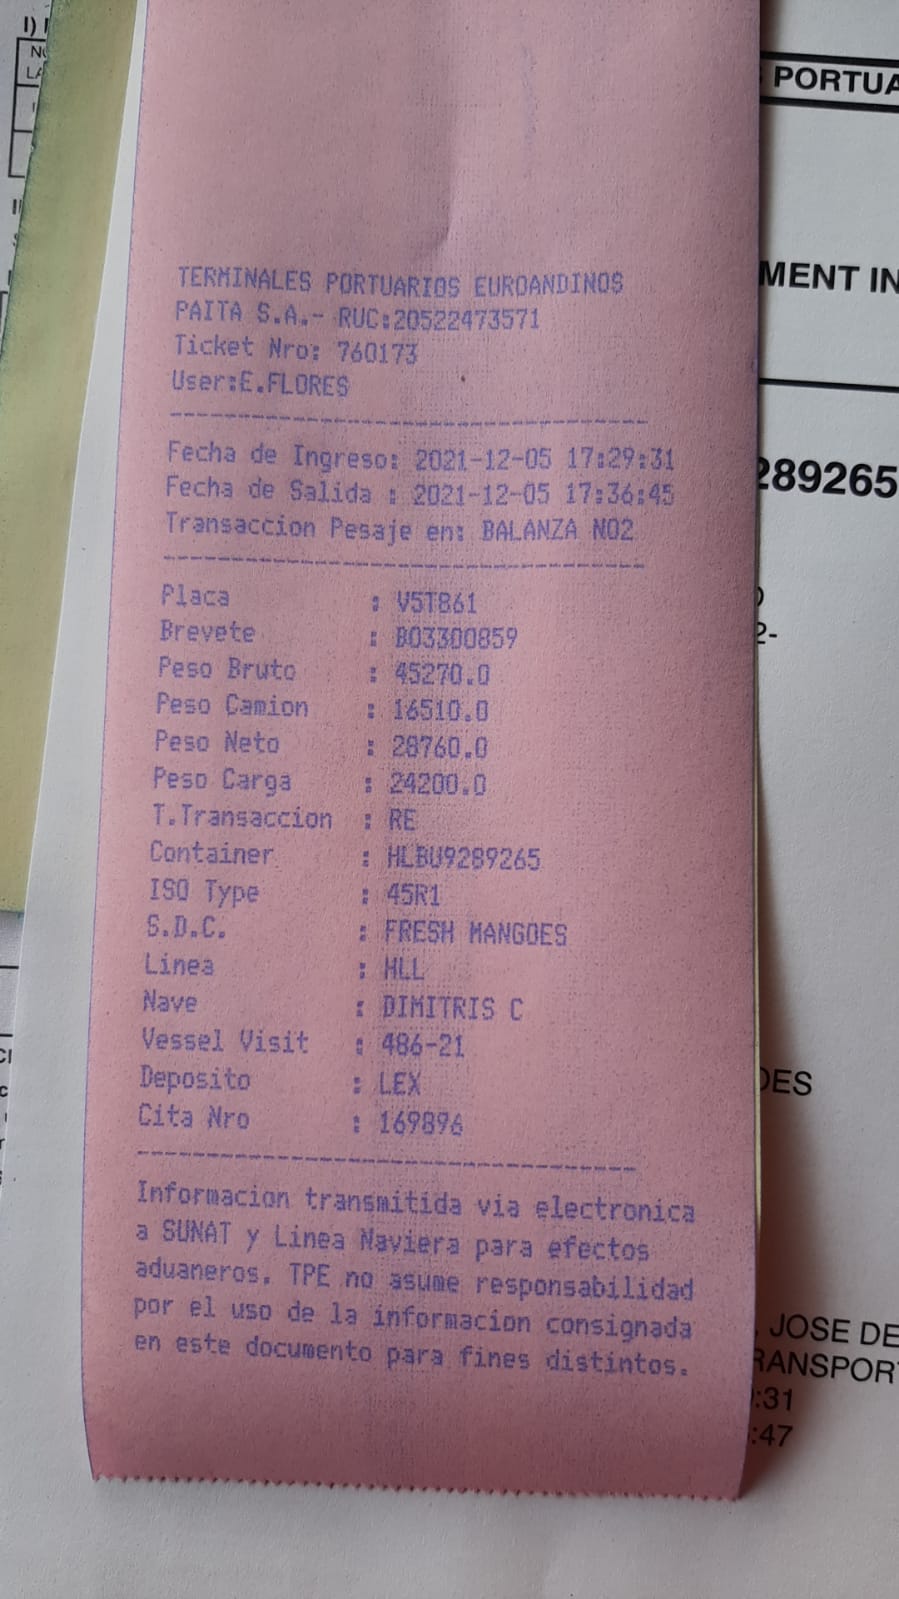 TERMINALES PORTUARIOS EUROANDINOS
PAITA S.A.- RUC:20522473571
Ticket Nro: 760173
User:E.FLORES
Fecha de Ingreso: 2021-12-05 17:29:31
Fecha de Salida : 2021-12-05 17:36:45
Transaccion Pesaje en: BALANZA NO2
Placa : V5T861
Brevete : B03300859
Peso Bruto : 45270.0
Peso Camion : 16510.0
Peso Neto : 28760.0
Peso Carga : 24200.0
T.Transaccion : RE
Container : HLBU9289265
ISO Type : 45R1
S.D.C. : FRESH MANGOES
Linea : HLL
Nave : DIMITRIS C
Vessel Visit : 486-21
Deposito : LEX
Cita Nro : 169896
Informacion transmitida via electronica
a SUNAT y Linea Naviera para efectos
aduaneros. TPE no asume responsabilidad
por el uso de la informacion consignada
en este documento para fines distintos.
PORTUA
MENT IN
289265
2-
DES
JOSE DE
RANSPOR
:31
:47